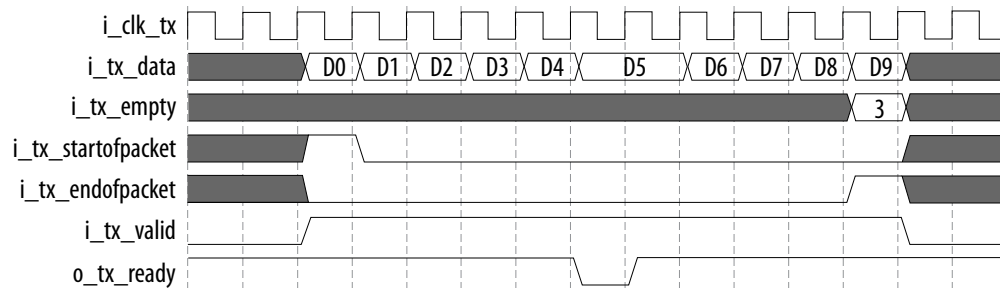 i_clk_tx
i_tx_data D0 D1 D2 D3 D4 D5 D6 D7 D8 D9
i_tx_empty 3
i_tx_startofpacket
i_tx_endofpacket
i_tx_valid
o_tx_ready